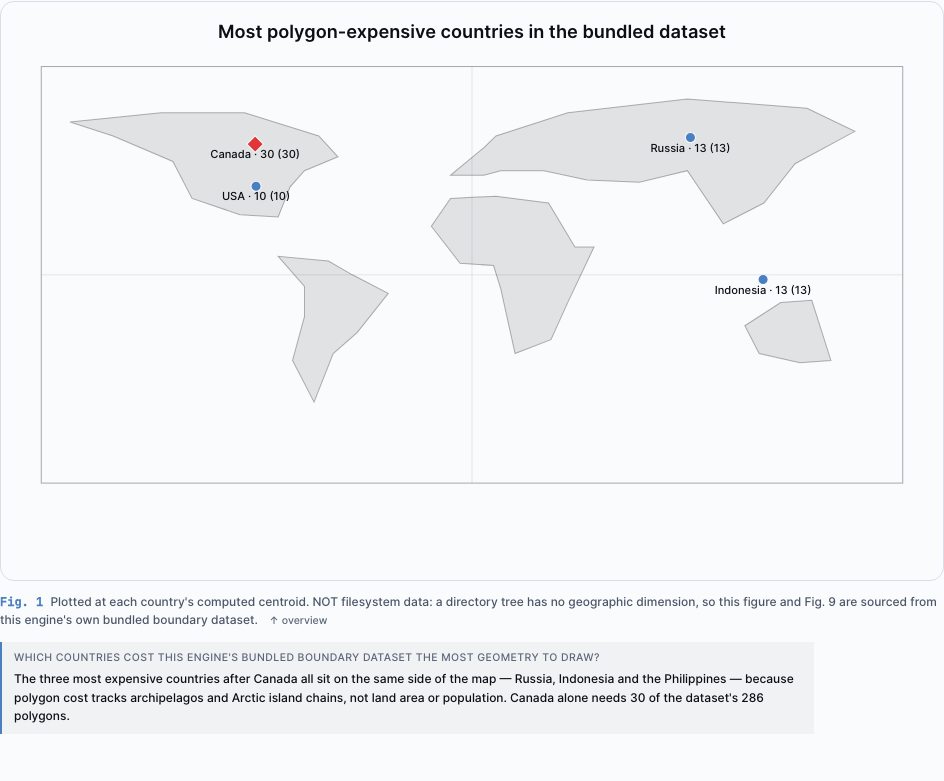 Most polygon-expensive countries in the bundled dataset
Canada · 30 (30)
Russia · 13 (13)
USA · 10 (10)
Indonesia · 13 (13)
Fig. 1 Plotted at each country's computed centroid. NOT filesystem data: a directory tree has no geographic dimension, so this figure and Fig. 9 are sourced from
this engine's own bundled boundary dataset. ↑ overview
WHICH COUNTRIES COST THIS ENGINE'S BUNDLED BOUNDARY DATASET THE MOST GEOMETRY TO DRAW?
The three most expensive countries after Canada all sit on the same side of the map — Russia, Indonesia and the Philippines — because
polygon cost tracks archipelagos and Arctic island chains, not land area or population. Canada alone needs 30 of the dataset's 286
polygons.